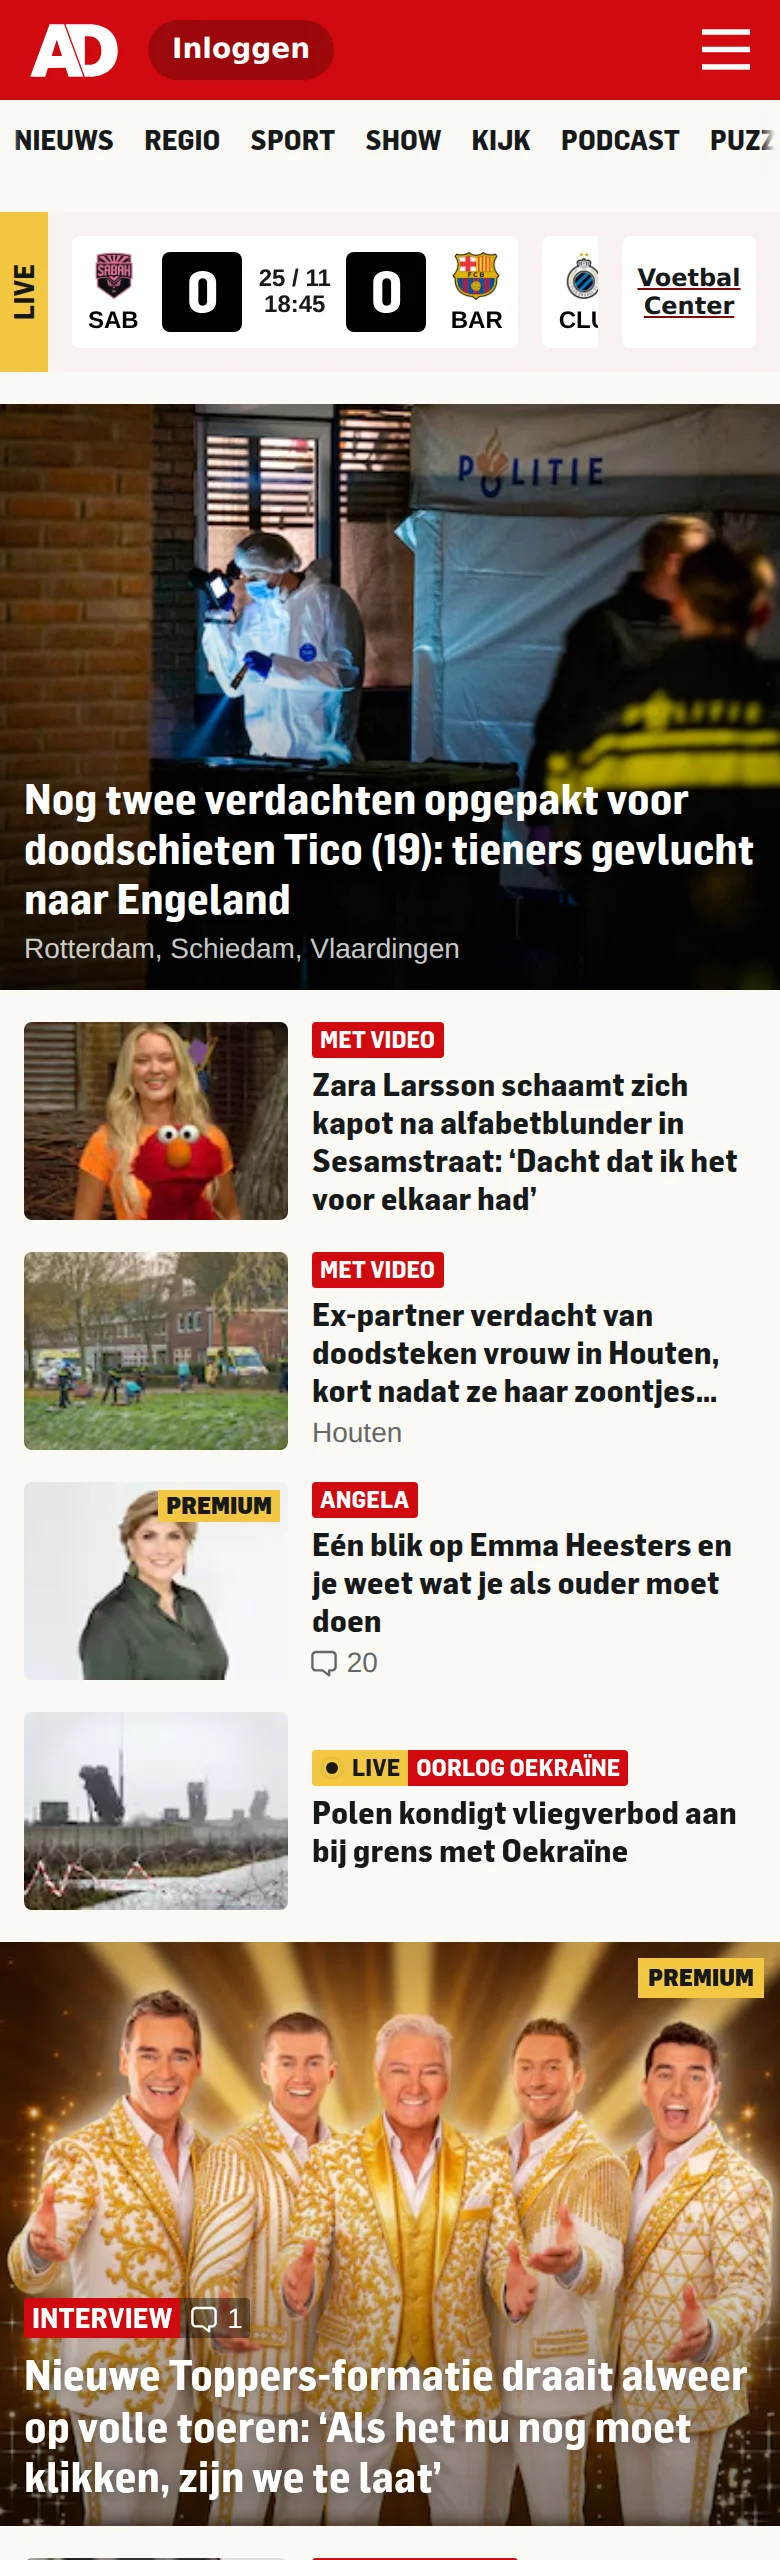 AD
Inloggen
NIEUWS REGIO SPORT SHOW KIJK PODCAST PUZZ
LIVE
SABAH
SAB
0
25 / 11
18:45
0
FCB
BAR
CLU
Voetbal
Center
POLITIE
Nog twee verdachten opgepakt voor
doodschieten Tico (19): tieners gevlucht
naar Engeland
Rotterdam, Schiedam, Vlaardingen
MET VIDEO
Zara Larsson schaamt zich
kapot na alfabetblunder in
Sesamstraat: ‘Dacht dat ik het
voor elkaar had’
MET VIDEO
Ex-partner verdacht van
doodsteken vrouw in Houten,
kort nadat ze haar zoontjes...
Houten
PREMIUM
ANGELA
Eén blik op Emma Heesters en
je weet wat je als ouder moet
doen
20
LIVE OORLOG OEKRAÏNE
Polen kondigt vliegverbod aan
bij grens met Oekraïne
PREMIUM
INTERVIEW 1
Nieuwe Toppers-formatie draait alweer
op volle toeren: ‘Als het nu nog moet
klikken, zijn we te laat’